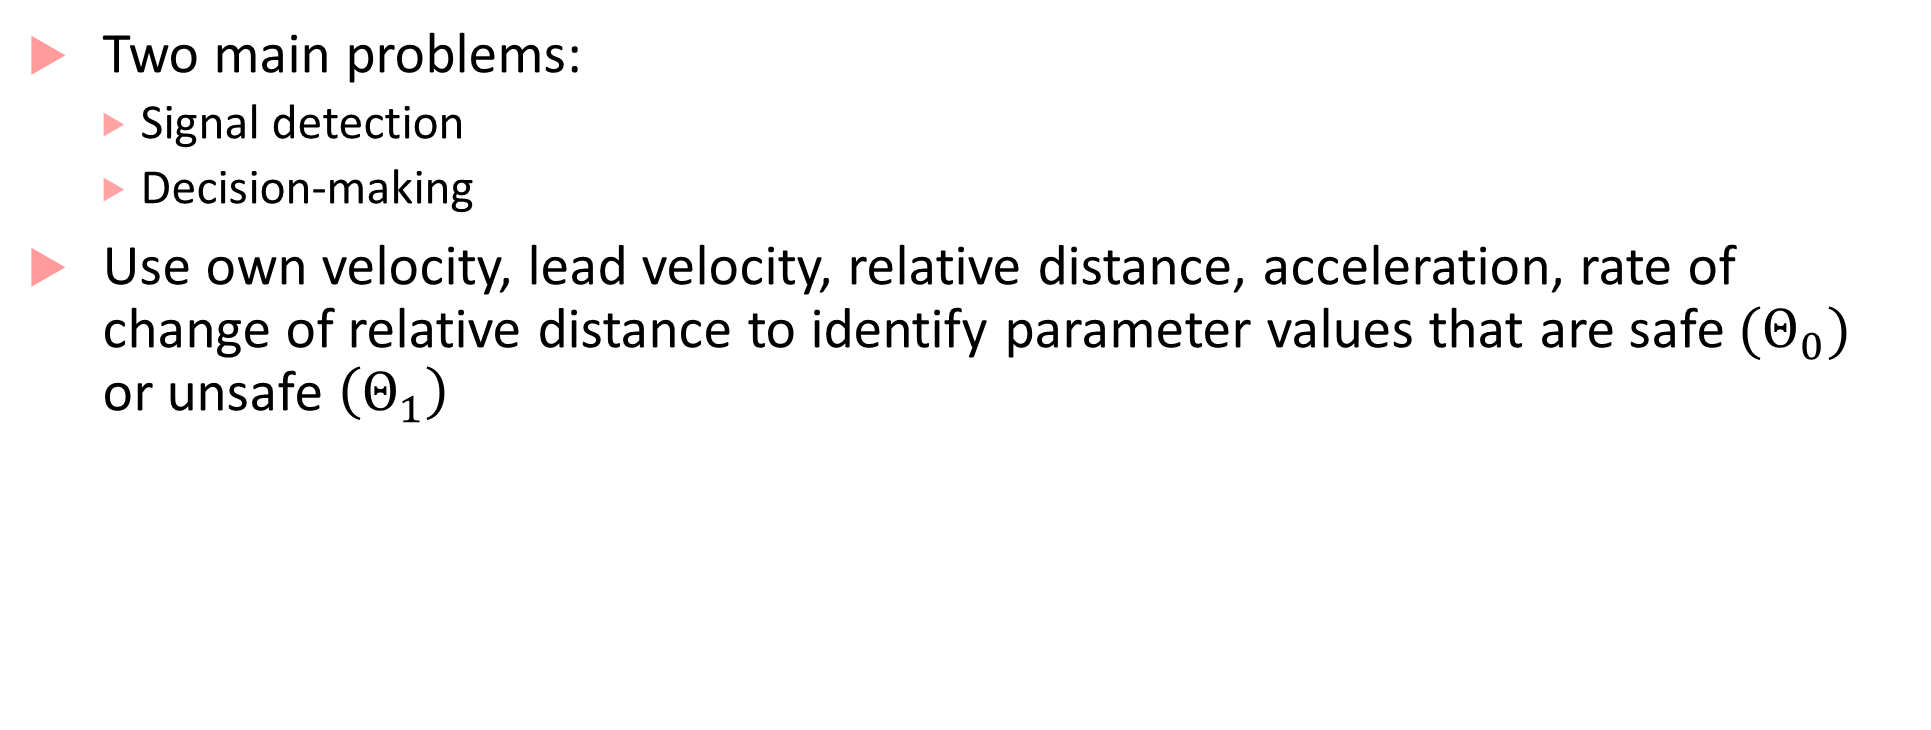 Two main problems:
Signal detection
Decision-making
Use own velocity, lead velocity, relative distance, acceleration, rate of
change of relative distance to identify parameter values that are safe (Θ₀)
or unsafe (Θ₁)